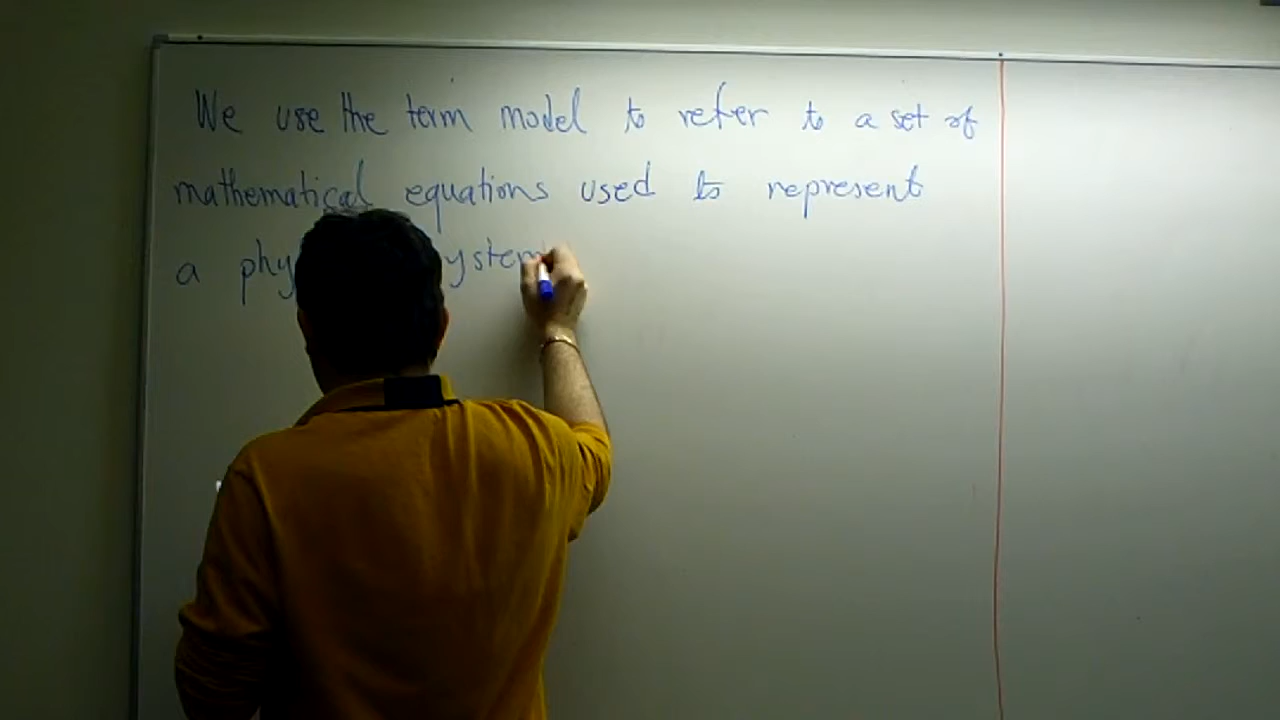 We use the term model to refer to a set of
mathematical equations used to represent
a phy ystem